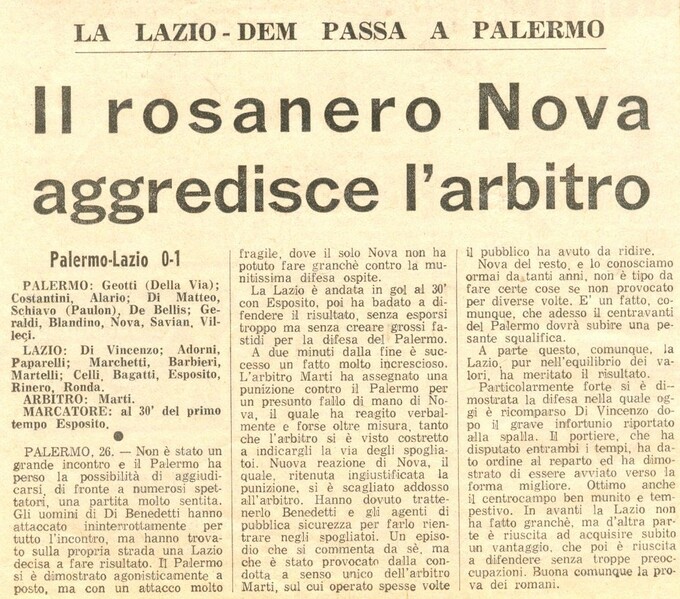 LA LAZIO - DEM PASSA A PALERMO
Il rosanero Nova
aggredisce l'arbitro
Palermo-Lazio 0-1
PALERMO: Geotti (Della Via);
Costantini, Alario; Di Matteo,
Schiavo (Paulon), De Bellis; Ge-
raldi, Blandino, Nova, Savian, Vil-
leci.
LAZIO: Di Vincenzo; Adorni,
Paparelli; Marchetti, Barbieri,
Martelli; Celli, Bagatti, Esposito,
Rinero, Ronda.
ARBITRO: Marti.
MARCATORE: al 30' del primo
tempo Esposito.
PALERMO, 26. — Non è stato un
grande incontro e il Palermo ha
perso la possibilità di aggiudi-
carsi, di fronte a numerosi spet-
tatori, una partita molto sentita.
Gli uomini di Di Benedetti hanno
attaccato ininterrottamente per
tutto l'incontro, ma hanno trova-
to sulla propria strada una Lazio
decisa a fare risultato. Il Palermo
si è dimostrato agonisticamente a
posto, ma con un attacco molto
fragile, dove il solo Nova non ha
potuto fare granchè contro la mu-
nitissima difesa ospite.
La Lazio è andata in gol al 30'
con Esposito, poi ha badato a di-
fendere il risultato, senza esporsi
troppo ma senza creare grossi fa-
stidi per la difesa del Palermo.
A due minuti dalla fine è suc-
cesso un fatto molto increscioso.
L'arbitro Marti ha assegnato una
punizione contro il Palermo per
un presunto fallo di mano di No-
va, il quale ha reagito verbal-
mente e forse oltre misura, tanto
che l'arbitro si è visto costretto
a indicargli la via degli spoglia-
toi. Nuova reazione di Nova, il
quale, ritenuta ingiustificata la
punizione, si è scagliato addosso
all'arbitro. Hanno dovuto tratte-
nerlo Benedetti e gli agenti di
pubblica sicurezza per farlo rien-
trare negli spogliatoi. Un episo-
dio che si commenta da sè, ma
che è stato provocato dalla con-
dotta a senso unico dell'arbitro
Marti, sul cui operato spesse volte
il pubblico ha avuto da ridire.
Nova del resto, e lo conosciamo
ormai da tanti anni, non è tipo da
fare certe cose se non provocato
per diverse volte. E' un fatto, co-
munque, che adesso il centravanti
del Palermo dovrà subire una pe-
sante squalifica.
A parte questo, comunque, la
Lazio, pur nell'equilibrio dei va-
lori, ha meritato il risultato.
Particolarmente forte si è di-
mostrata la difesa nella quale og-
gi è ricomparso Di Vincenzo do-
po il grave infortunio riportato
alla spalla. Il portiere, che ha
disputato entrambi i tempi, ha da-
to ordine al reparto ed ha dimo-
strato di essere avviato verso la
forma migliore. Ottimo anche
il centrocampo ben munito e tem-
pestivo. In avanti la Lazio non
ha fatto granchè, ma d'altra par-
te è riuscita ad acquisire subito
un vantaggio, che poi è riuscita
a difendere senza troppe preoc-
cupazioni. Buona comunque la pro-
va dei romani.